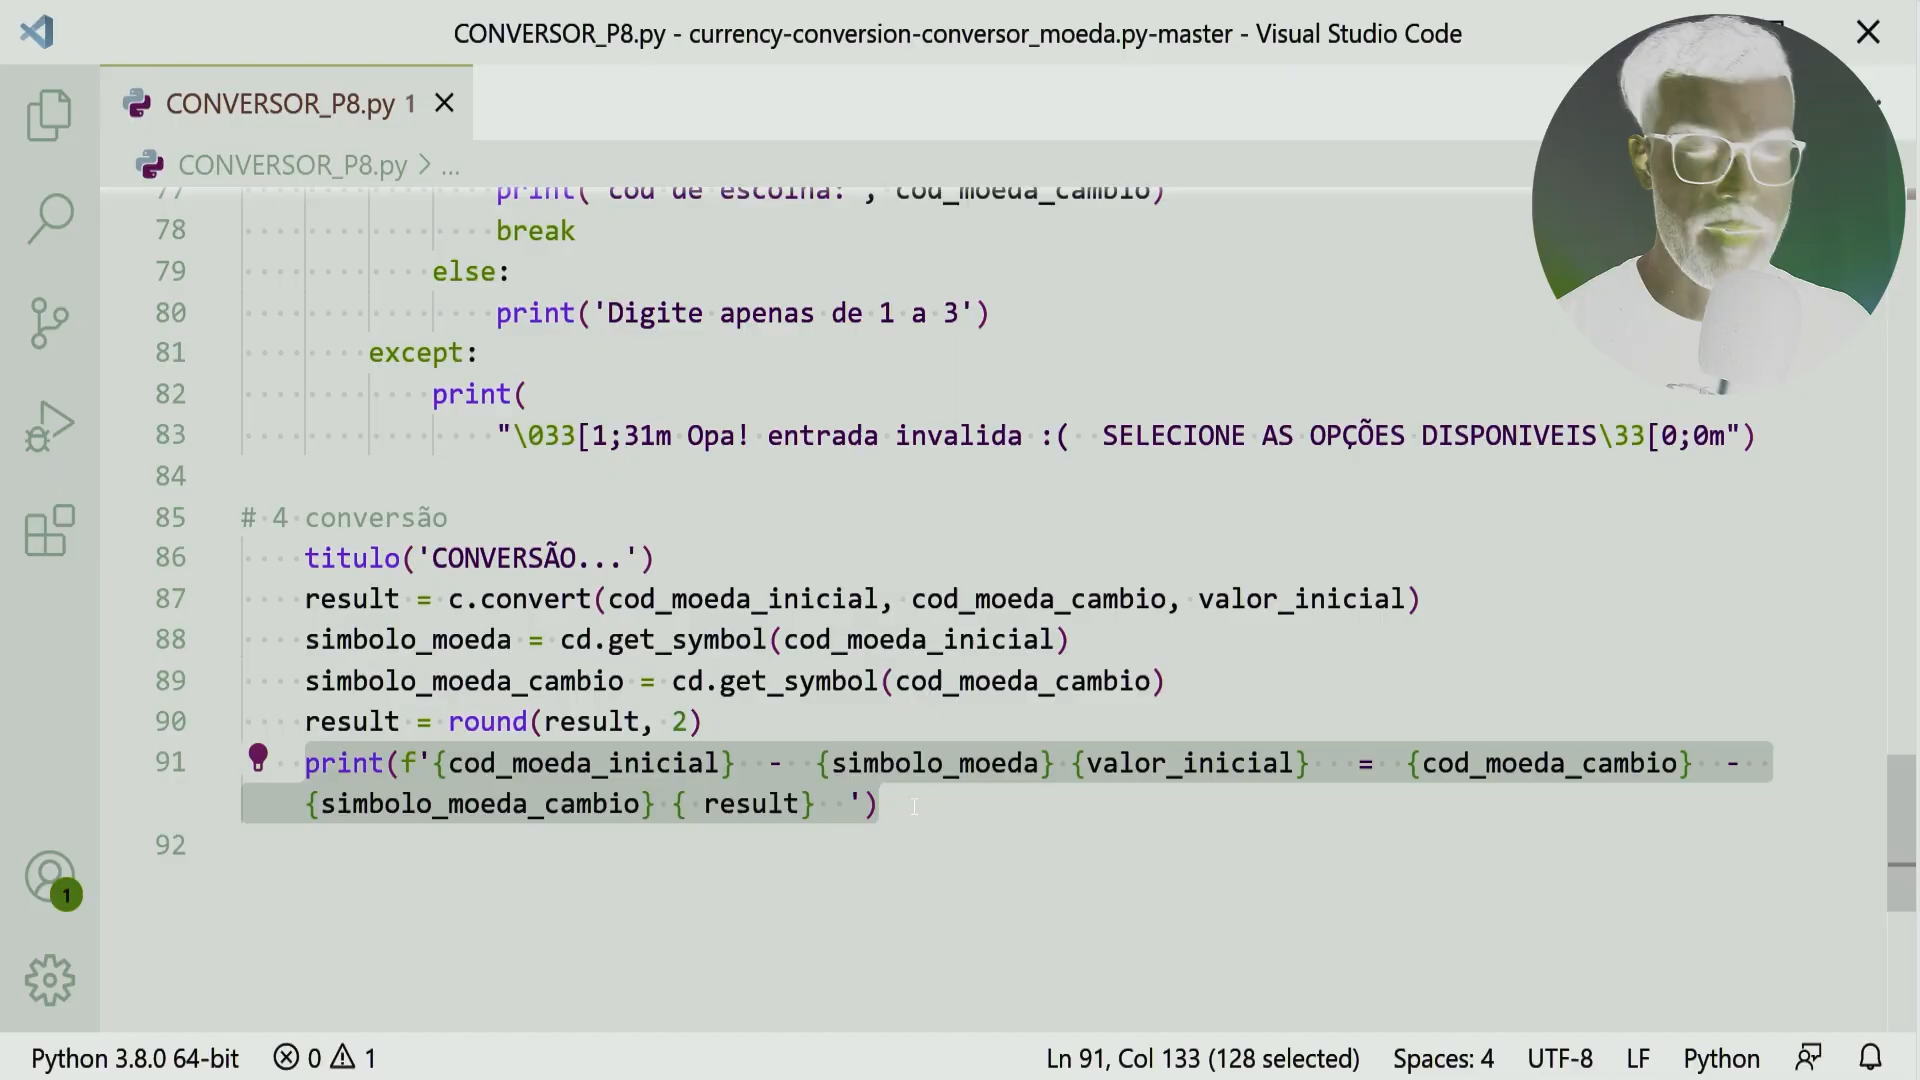 CONVERSOR_P8.py - currency-conversion-conversor_moeda.py-master - Visual Studio Code
CONVERSOR_P8.py 1
CONVERSOR_P8.py > ...
77 print( cod de escolha: , cod_moeda_cambio)
78 break
79 else:
80 print('Digite apenas de 1 a 3')
81 except:
82 print(
83 "\033[1;31m Opa! entrada invalida :(  SELECIONE AS OPÇÕES DISPONIVEIS\33[0;0m")
84
85 # 4 conversão
86 titulo('CONVERSÃO...')
87 result = c.convert(cod_moeda_inicial, cod_moeda_cambio, valor_inicial)
88 simbolo_moeda = cd.get_symbol(cod_moeda_inicial)
89 simbolo_moeda_cambio = cd.get_symbol(cod_moeda_cambio)
90 result = round(result, 2)
91 print(f'{cod_moeda_inicial}  -  {simbolo_moeda} {valor_inicial}   =  {cod_moeda_cambio}  -
{simbolo_moeda_cambio} { result}  ')
92
1
Python 3.8.0 64-bit 0 1 Ln 91, Col 133 (128 selected) Spaces: 4 UTF-8 LF Python